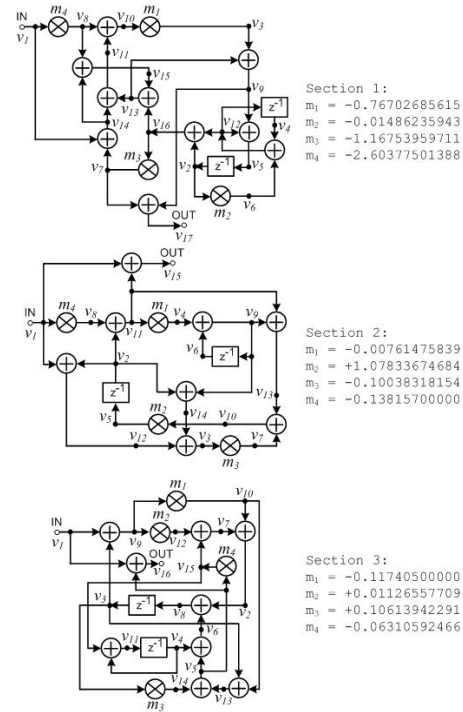 IN
v1
m4
v8
v10
m1
v3
v11
v15
v9
v13
z-1
v14
v16
v12
v4
v7
m3
v2
z-1
v5
m2
v6
OUT
v17
Section 1:
m1 = -0.76702685615
m2 = -0.01486235943
m3 = -1.16753959711
m4 = -2.60377501388
OUT
v15
IN
v1
m4
v8
v11
m1
v4
v9
v6
z-1
v2
z-1
v13
v14
v5
m2
v10
v12
v3
v7
m3
Section 2:
m1 = -0.00761475839
m2 = +1.07833674684
m3 = -0.10038318154
m4 = -0.13815700000
m1
v10
IN
v1
v9
m2
v12
v7
OUT
v16
v15
m4
v3
z-1
v8
v2
v11
z-1
v4
v6
v5
m3
v14
v13
Section 3:
m1 = -0.11740500000
m2 = +0.01126557709
m3 = +0.10613942291
m4 = -0.06310592466